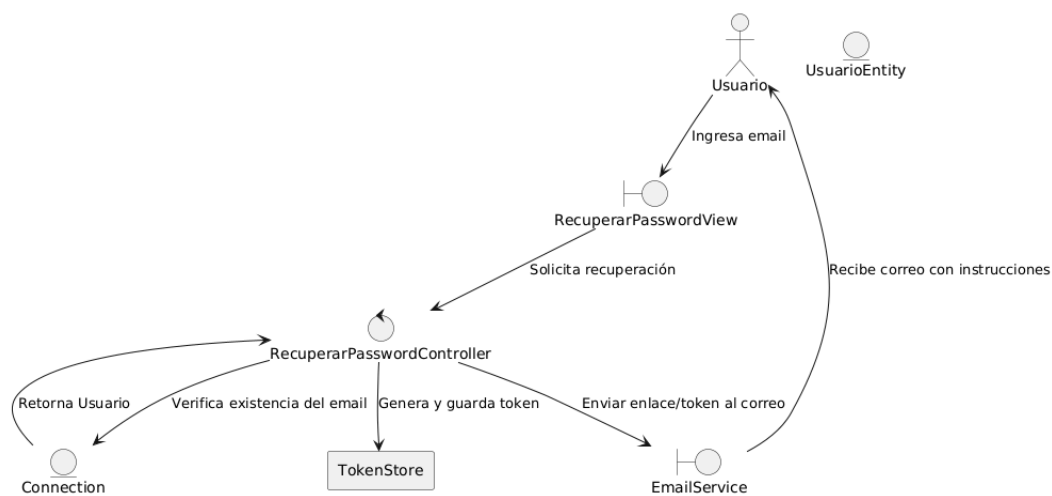 UsuarioEntity
Usuario
Ingresa email
RecuperarPasswordView
Solicita recuperación
Recibe correo con instrucciones
RecuperarPasswordController
Retorna Usuario
Verifica existencia del email
Genera y guarda token
Enviar enlace/token al correo
Connection
TokenStore
EmailService